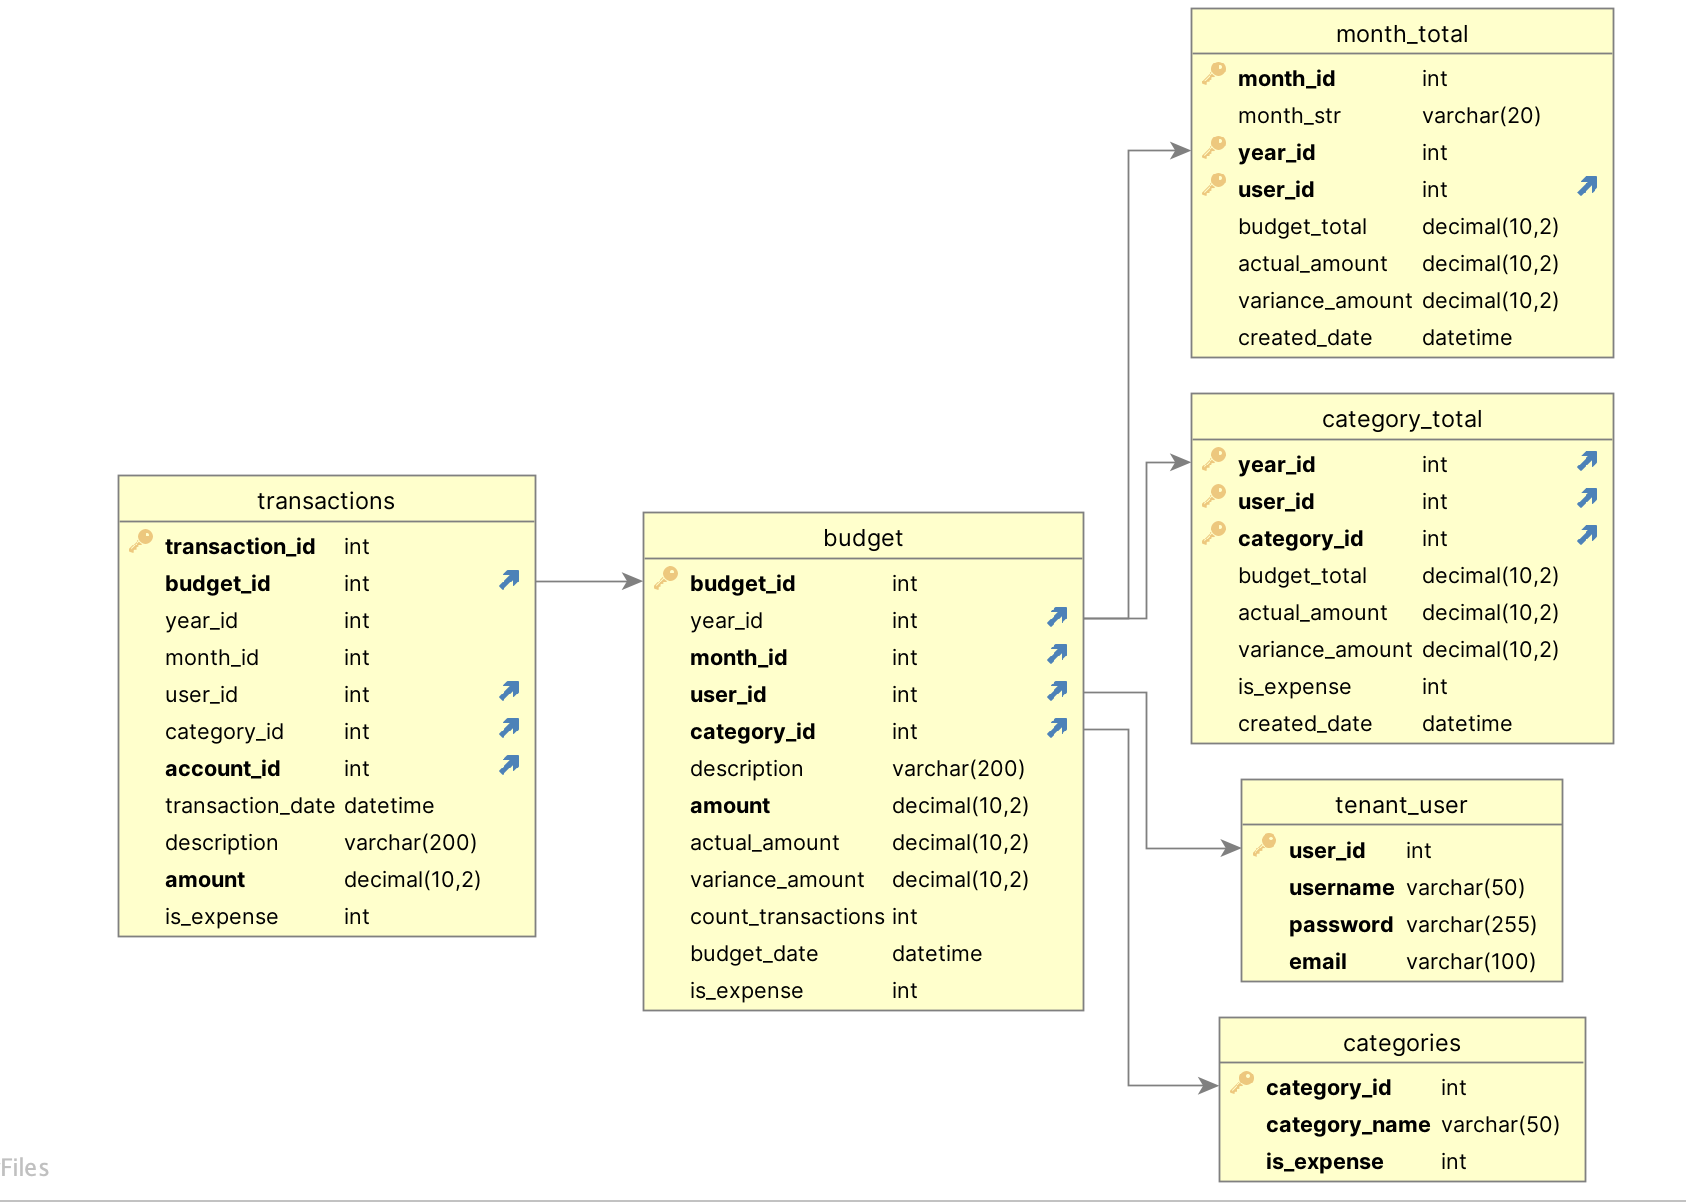 month_total
month_id int
month_str varchar(20)
year_id int
user_id int
budget_total decimal(10,2)
actual_amount decimal(10,2)
variance_amount decimal(10,2)
created_date datetime
category_total
year_id int
user_id int
category_id int
budget_total decimal(10,2)
actual_amount decimal(10,2)
variance_amount decimal(10,2)
is_expense int
created_date datetime
transactions
transaction_id int
budget_id int
year_id int
month_id int
user_id int
category_id int
account_id int
transaction_date datetime
description varchar(200)
amount decimal(10,2)
is_expense int
budget
budget_id int
year_id int
month_id int
user_id int
category_id int
description varchar(200)
amount decimal(10,2)
actual_amount decimal(10,2)
variance_amount decimal(10,2)
count_transactions int
budget_date datetime
is_expense int
tenant_user
user_id int
username varchar(50)
password varchar(255)
email varchar(100)
categories
category_id int
category_name varchar(50)
is_expense int
Files